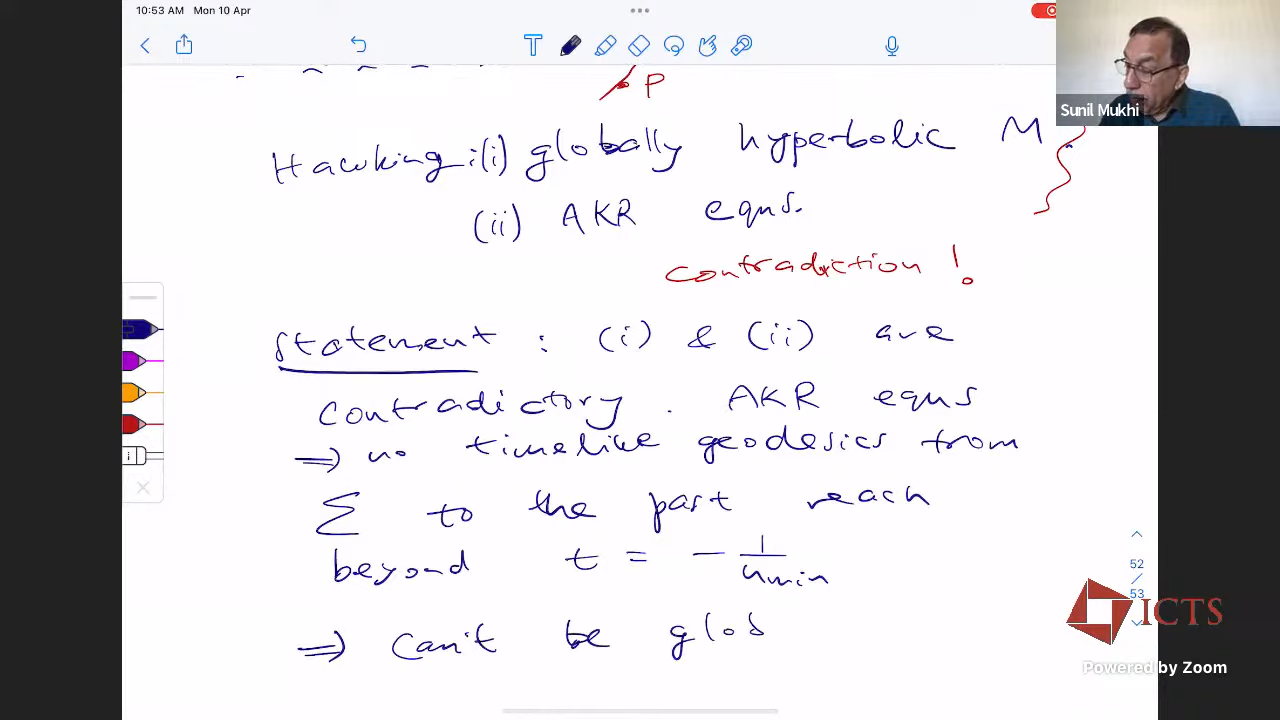 10:53 AM Mon 10 Apr
P
Sunil Mukhi
Hawking : (i) globally hyperbolic M
(ii) AKR eqns.
contradiction !
Statement : (i) & (ii) are
contradictory . AKR eqns
⇒ no timelike geodesics from
Σ to the past reach
beyond t = - 1/umin
⇒ can't be glob
52
/
53
ICTS
Powered by Zoom